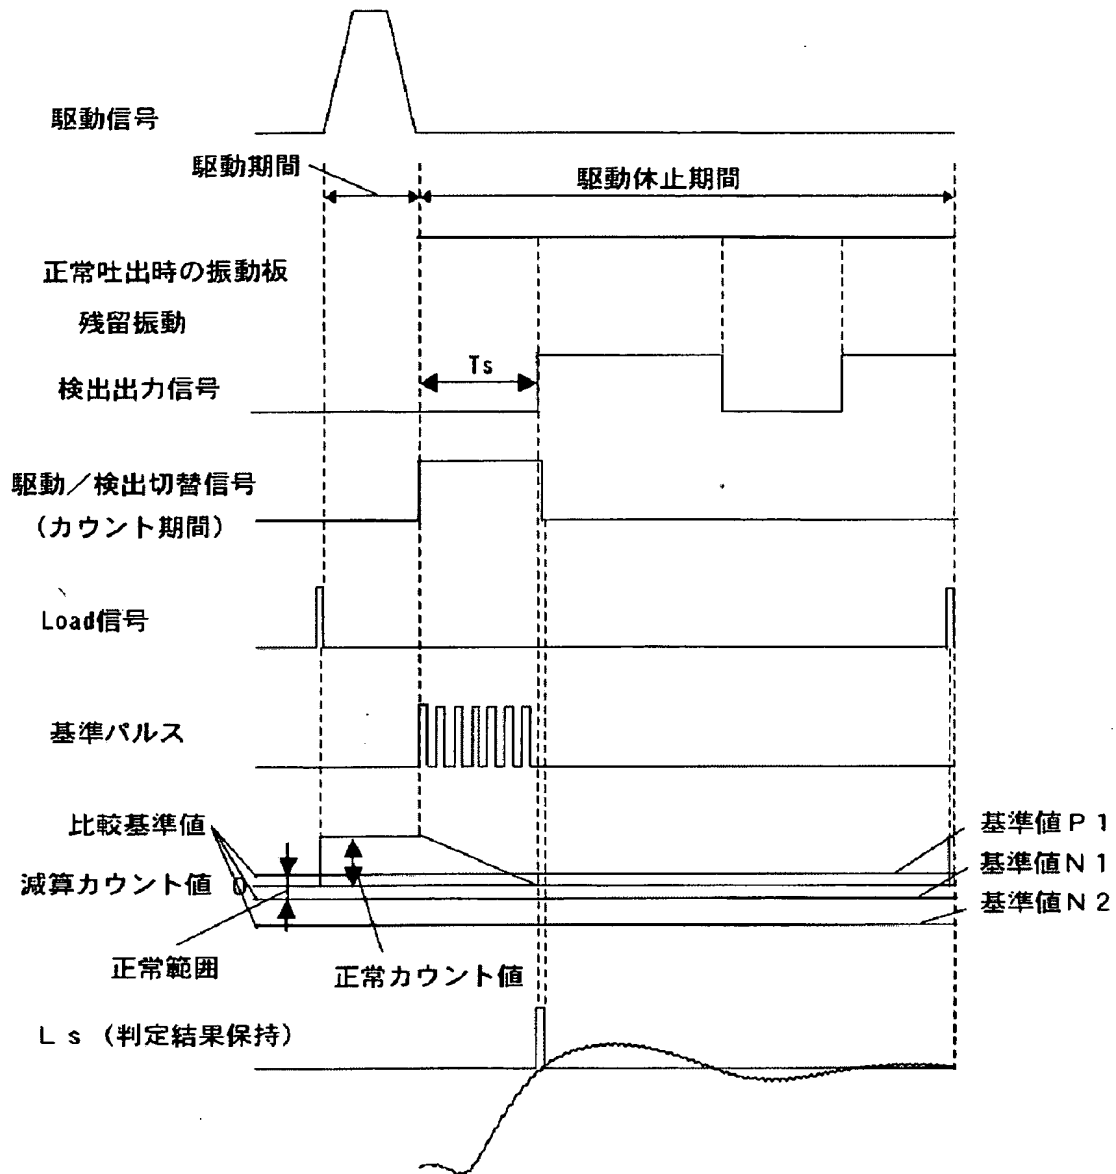 駆動信号
駆動期間
駆動休止期間
正常吐出時の振動板
残留振動
Ts
検出出力信号
駆動／検出切替信号
（カウント期間）
Load信号
基準パルス
比較基準値
基準値P1
基準値N1
減算カウント値 0
基準値N2
正常範囲
正常カウント値
Ls（判定結果保持）